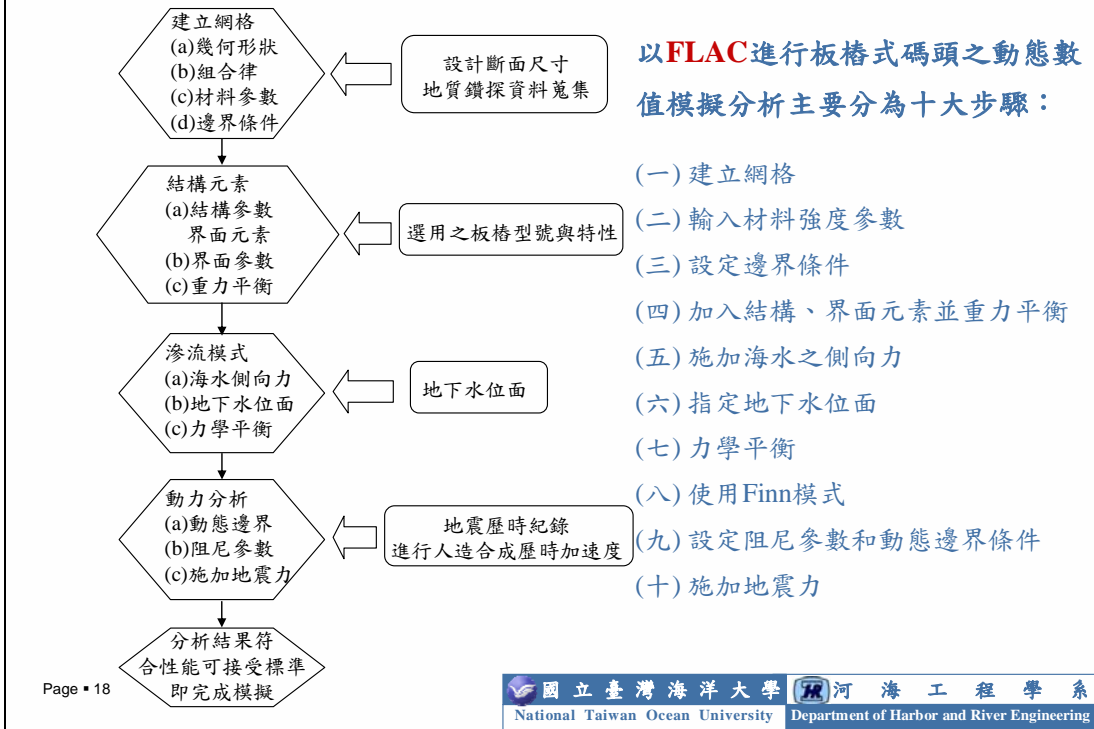 建立網格
(a)幾何形狀
(b)組合律
(c)材料參數
(d)邊界條件
設計斷面尺寸
地質鑽探資料蒐集
結構元素
(a)結構參數
界面元素
(b)界面參數
(c)重力平衡
選用之板樁型號與特性
滲流模式
(a)海水側向力
(b)地下水位面
(c)力學平衡
地下水位面
動力分析
(a)動態邊界
(b)阻尼參數
(c)施加地震力
地震歷時紀錄
進行人造合成歷時加速度
分析結果符
合性能可接受標準
即完成模擬
以FLAC進行板樁式碼頭之動態數
值模擬分析主要分為十大步驟：
(一)建立網格
(二)輸入材料強度參數
(三)設定邊界條件
(四)加入結構、界面元素並重力平衡
(五)施加海水之側向力
(六)指定地下水位面
(七)力學平衡
(八)使用Finn模式
(九)設定阻尼參數和動態邊界條件
(十)施加地震力
Page ▪ 18
國立臺灣海洋大學
National Taiwan Ocean University
河海工程學系
Department of Harbor and River Engineering